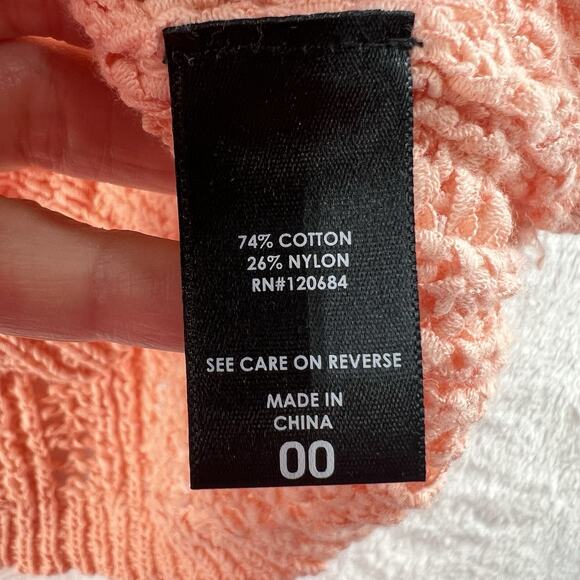 74% COTTON
26% NYLON
RN#120684
SEE CARE ON REVERSE
MADE IN
CHINA
00